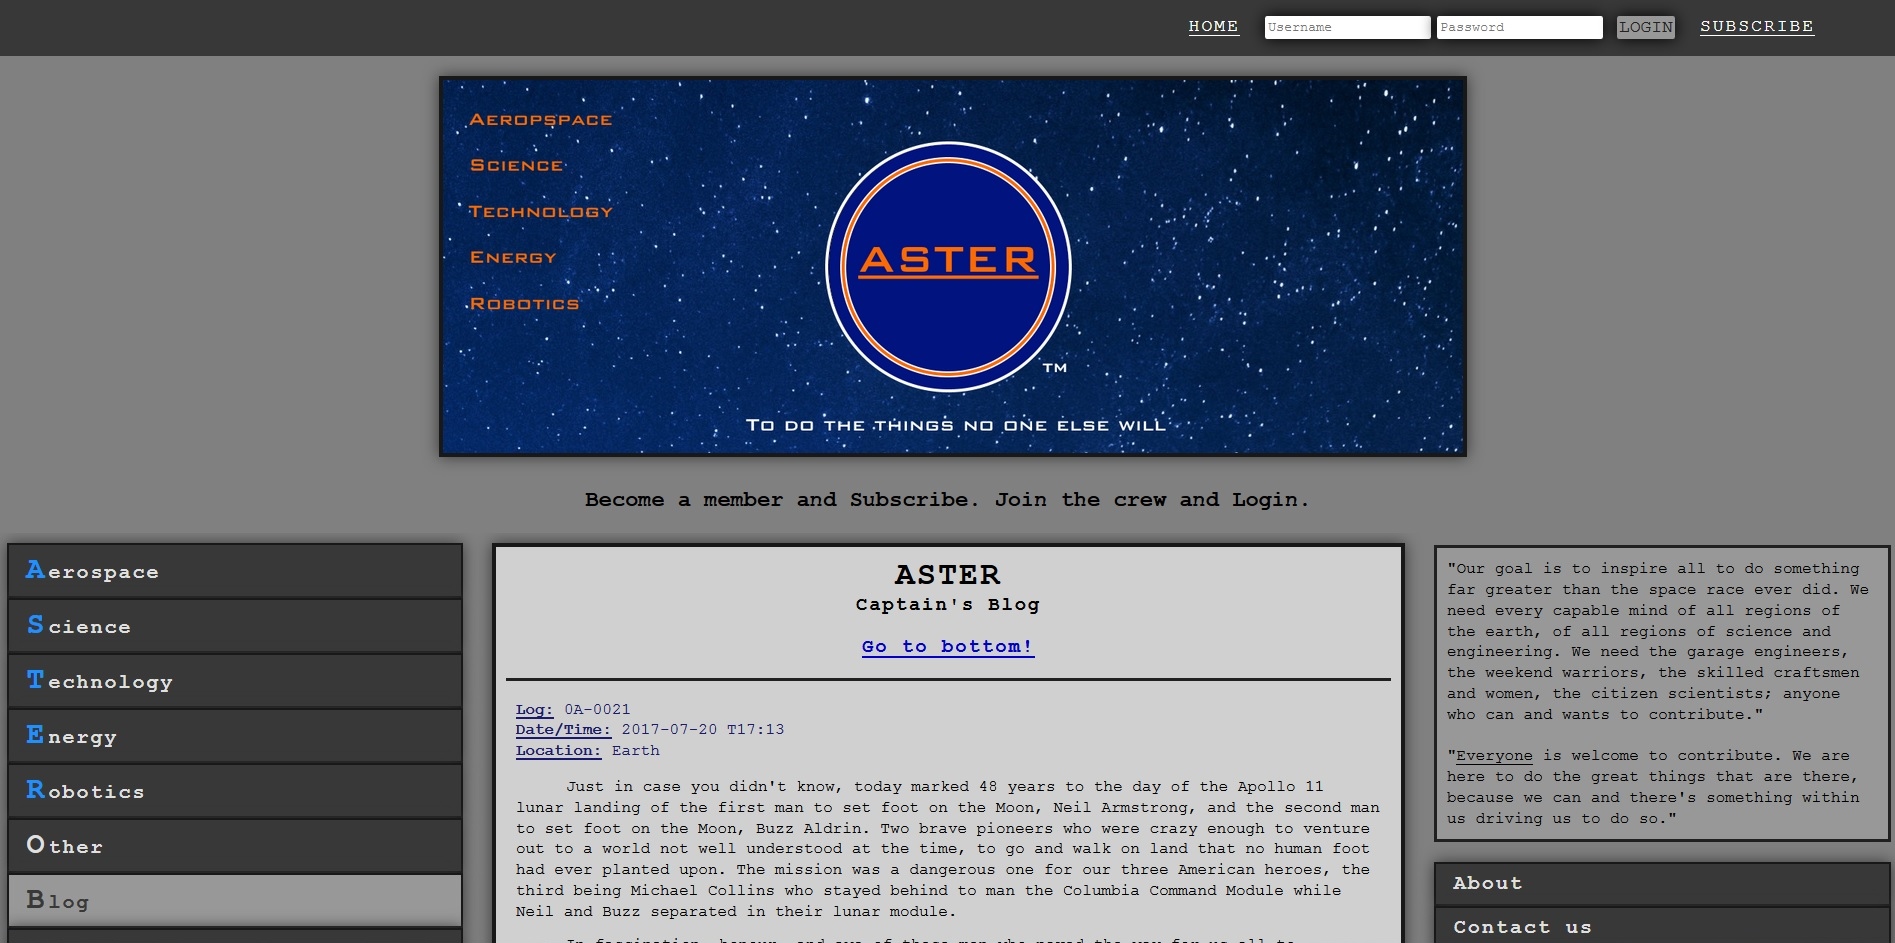 HOME Username Password LOGIN SUBSCRIBE
AEROPSPACE
SCIENCE
TECHNOLOGY
ENERGY
ROBOTICS
ASTER
TM
TO DO THE THINGS NO ONE ELSE WILL
Become a member and Subscribe. Join the crew and Login.
Aerospace
Science
Technology
Energy
Robotics
Other
Blog
ASTER
Captain's Blog
Go to bottom!
Log: 0A-0021
Date/Time: 2017-07-20 T17:13
Location: Earth
Just in case you didn't know, today marked 48 years to the day of the Apollo 11
lunar landing of the first man to set foot on the Moon, Neil Armstrong, and the second man
to set foot on the Moon, Buzz Aldrin. Two brave pioneers who were crazy enough to venture
out to a world not well understood at the time, to go and walk on land that no human foot
had ever planted upon. The mission was a dangerous one for our three American heroes, the
third being Michael Collins who stayed behind to man the Columbia Command Module while
Neil and Buzz separated in their lunar module.
"Our goal is to inspire all to do something
far greater than the space race ever did. We
need every capable mind of all regions of
the earth, of all regions of science and
engineering. We need the garage engineers,
the weekend warriors, the skilled craftsmen
and women, the citizen scientists; anyone
who can and wants to contribute."
"Everyone is welcome to contribute. We are
here to do the great things that are there,
because we can and there's something within
us driving us to do so."
About
Contact us